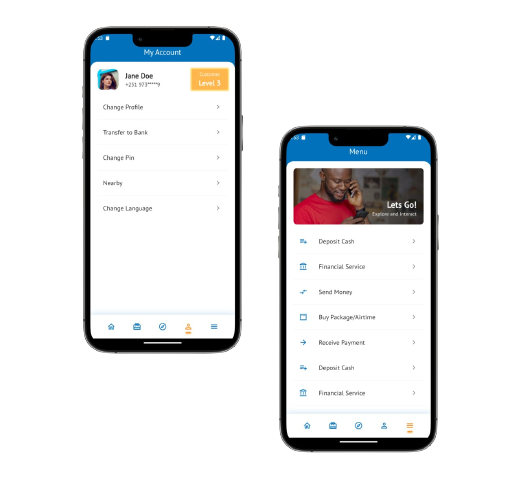 My Account
Jane Doe
+231 973*****9
Customer
Level 3
Change Profile
Transfer to Bank
Change Pin
Nearby
Change Language
Menu
Lets Go!
Explore and Interact
Deposit Cash
Financial Service
Send Money
Buy Package/Airtime
Receive Payment
Deposit Cash
Financial Service